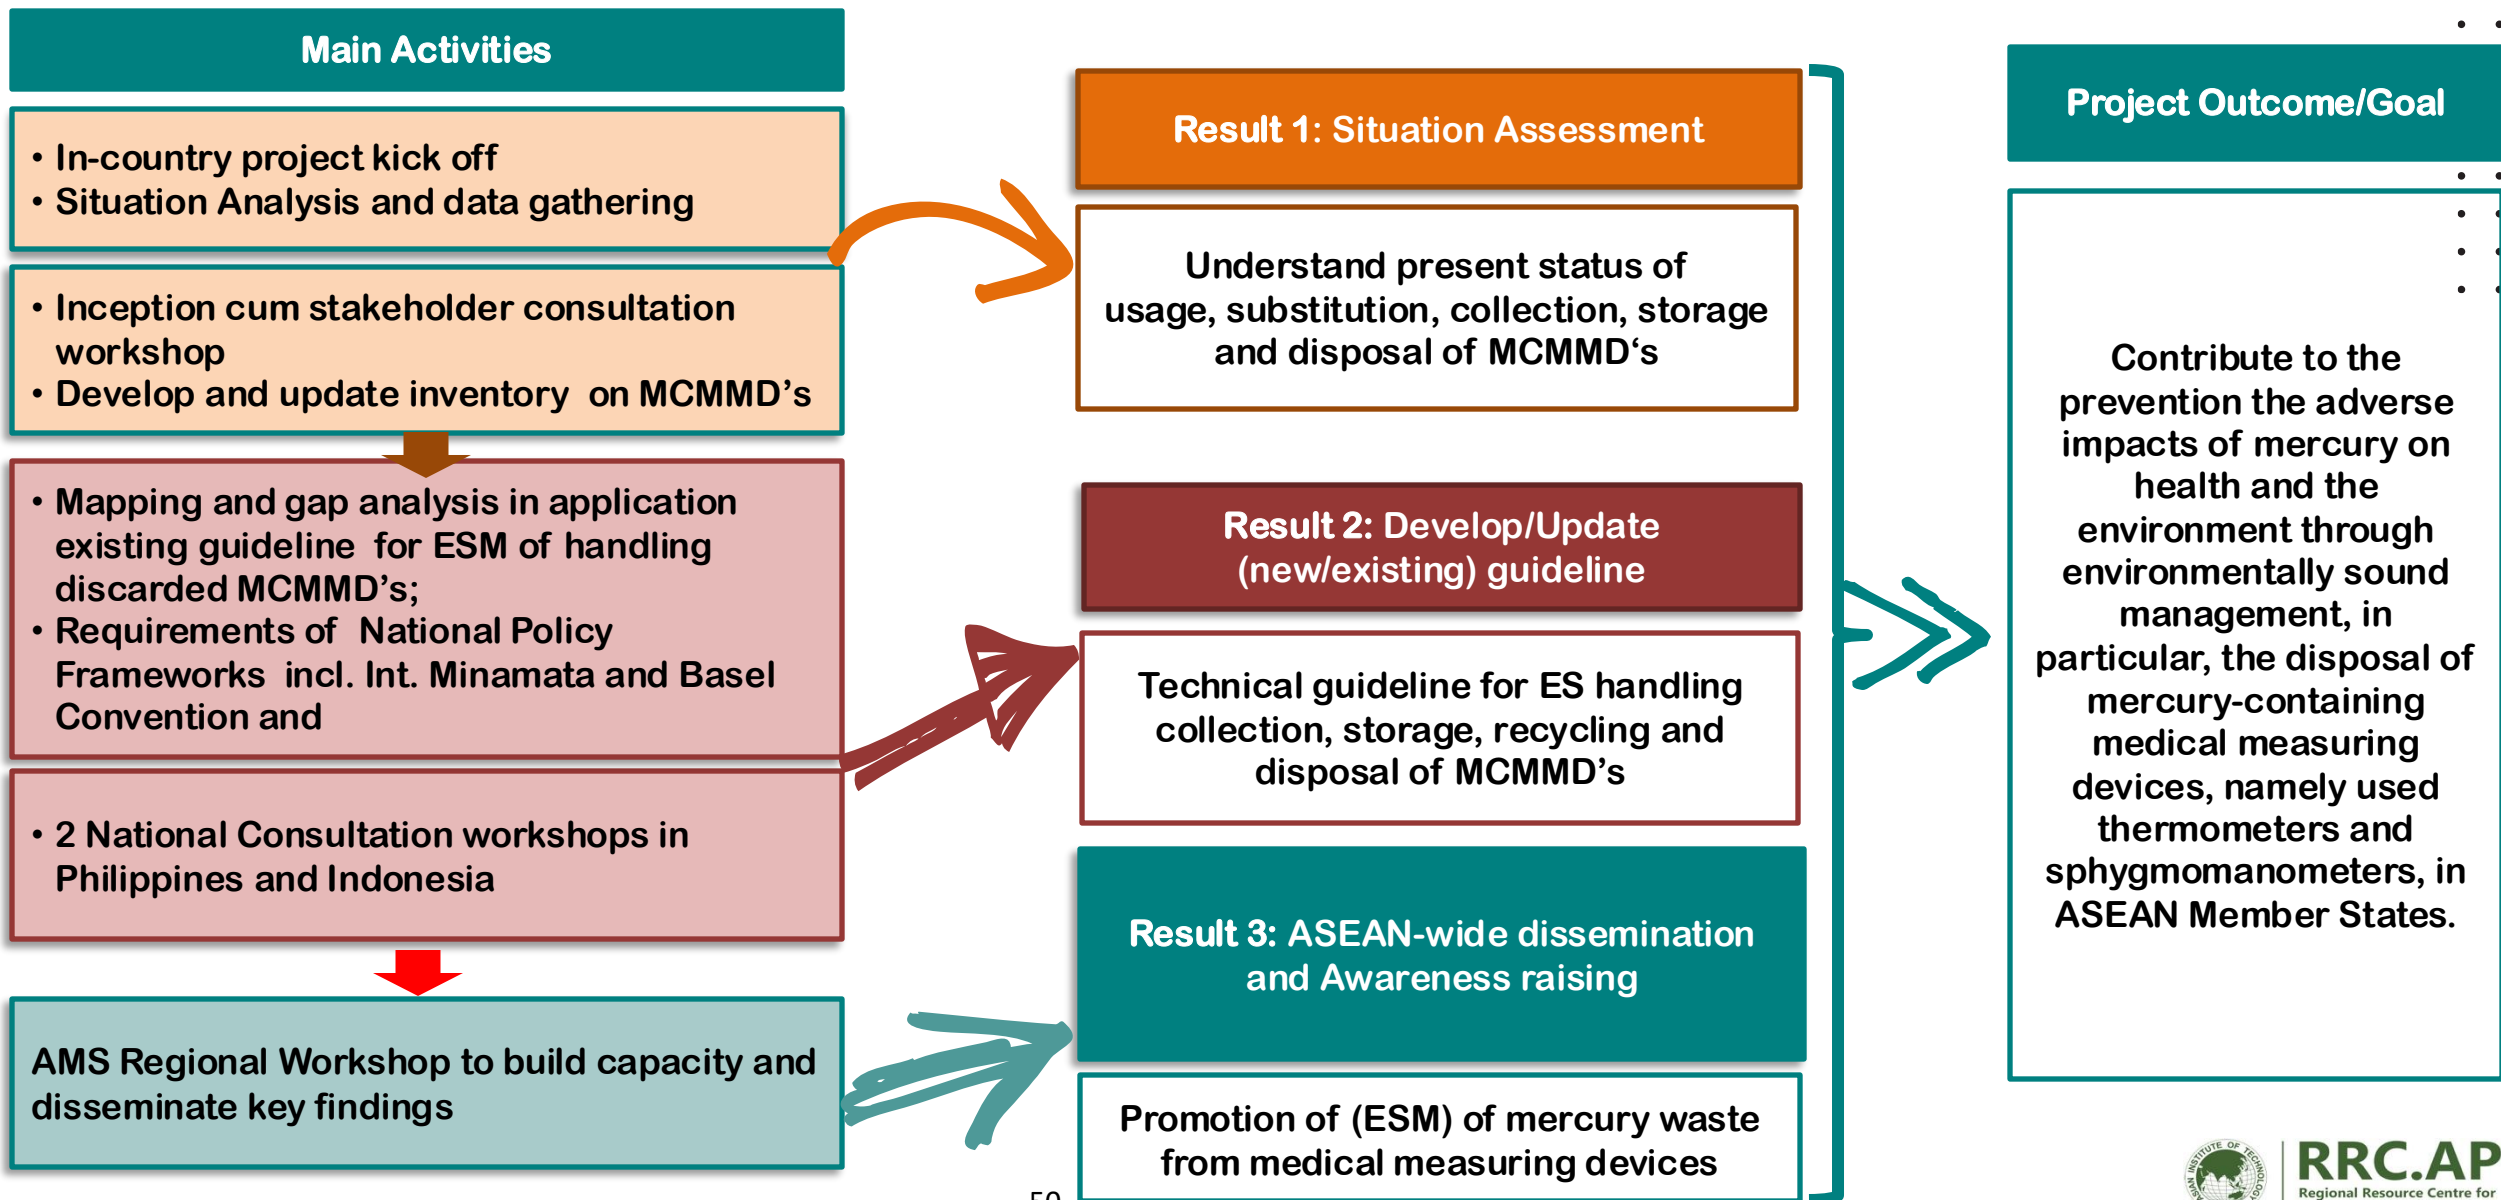 Main Activities
• In-country project kick off
• Situation Analysis and data gathering
• Inception cum stakeholder consultation
workshop
• Develop and update inventory on MCMMD’s
• Mapping and gap analysis in application
existing guideline for ESM of handling
discarded MCMMD’s;
• Requirements of National Policy
Frameworks incl. Int. Minamata and Basel
Convention and
• 2 National Consultation workshops in
Philippines and Indonesia
AMS Regional Workshop to build capacity and
disseminate key findings
Result 1: Situation Assessment
Understand present status of
usage, substitution, collection, storage
and disposal of MCMMD‘s
Result 2: Develop/Update
(new/existing) guideline
Technical guideline for ES handling
collection, storage, recycling and
disposal of MCMMD’s
Result 3: ASEAN-wide dissemination
and Awareness raising
Promotion of (ESM) of mercury waste
from medical measuring devices
Project Outcome/Goal
Contribute to the
prevention the adverse
impacts of mercury on
health and the
environment through
environmentally sound
management, in
particular, the disposal of
mercury-containing
medical measuring
devices, namely used
thermometers and
sphygmomanometers, in
ASEAN Member States.
INSTITUTE OF
RRC.AP
Regional Resource Centre for